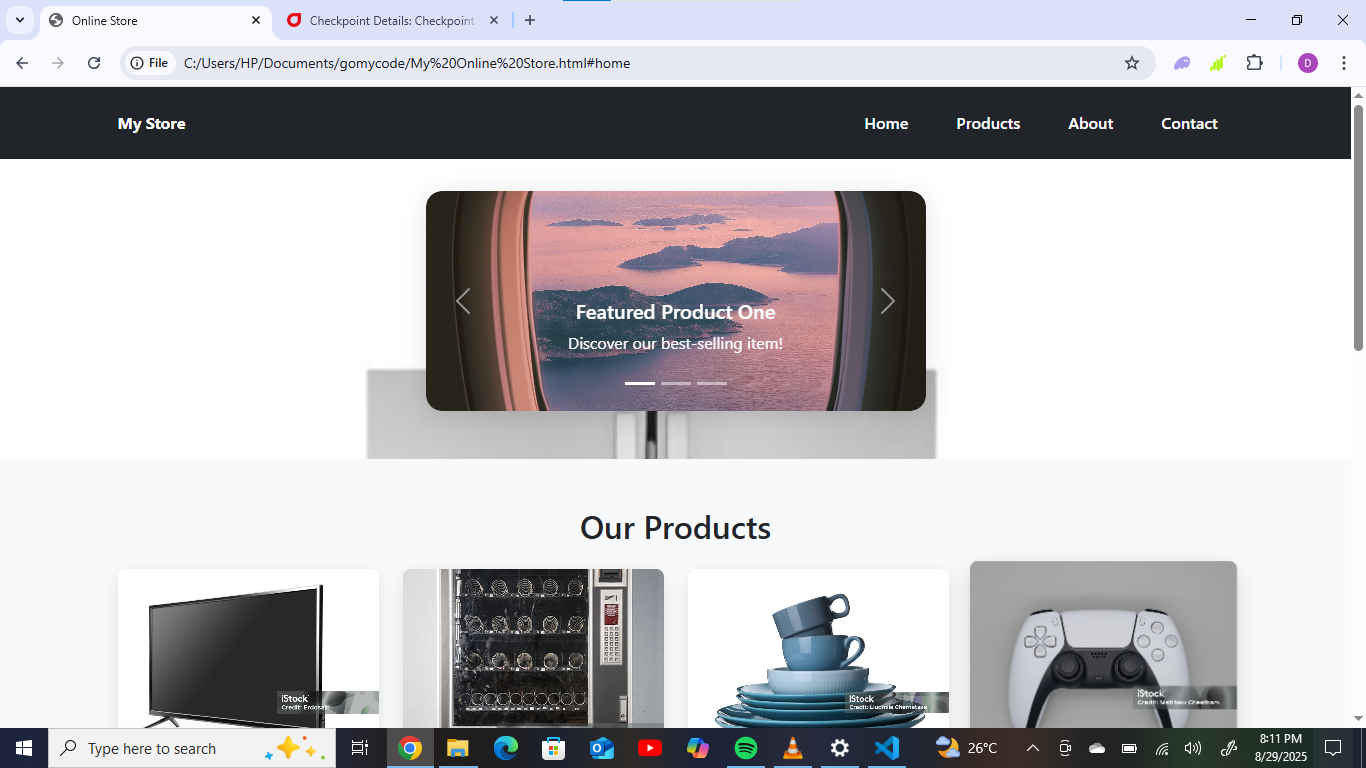 Online Store
Checkpoint Details: Checkpoint
File
C:/Users/HP/Documents/gomycode/My%20Online%20Store.html#home
D
My Store
Home
Products
About
Contact
Featured Product One
Discover our best-selling item!
Our Products
iStock
Credit: Erdosain
iStock
Credit: Liudmila Chernetska
iStock
Credit: Matthew Cheetham
Type here to search
26°C
8:11 PM
8/29/2025